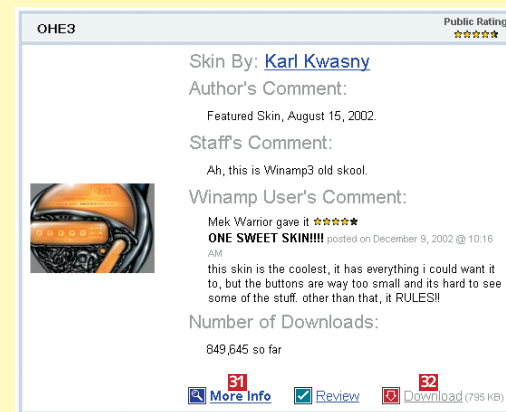 OHE3
Public Rating
Skin By: Karl Kwasny
Author's Comment:
Featured Skin, August 15, 2002.
Staff's Comment:
Ah, this is Winamp3 old skool.
Winamp User's Comment:
Mek Warrior gave it
ONE SWEET SKIN!!!! posted on December 9, 2002 @ 10:16
AM
this skin is the coolest, it has everything i could want it
to, but the buttons are way too small and its hard to see
some of the stuff. other than that, it RULES!!
Number of Downloads:
849,645 so far
31 32
More Info Review Download (795 KB)